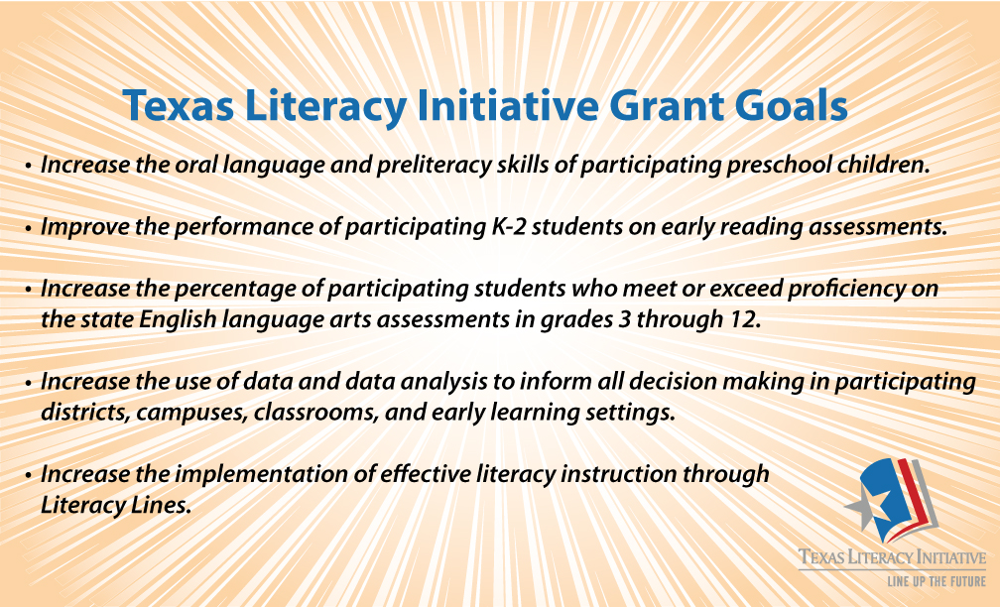 Texas Literacy Initiative Grant Goals
• Increase the oral language and preliteracy skills of participating preschool children.
• Improve the performance of participating K-2 students on early reading assessments.
• Increase the percentage of participating students who meet or exceed proficiency on
the state English language arts assessments in grades 3 through 12.
• Increase the use of data and data analysis to inform all decision making in participating
districts, campuses, classrooms, and early learning settings.
• Increase the implementation of effective literacy instruction through
Literacy Lines.
TEXAS LITERACY INITIATIVE
LINE UP THE FUTURE